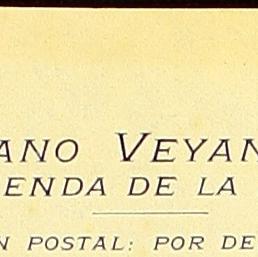 ANO VEYAN
ENDA DE LA
N POSTAL: POR DE